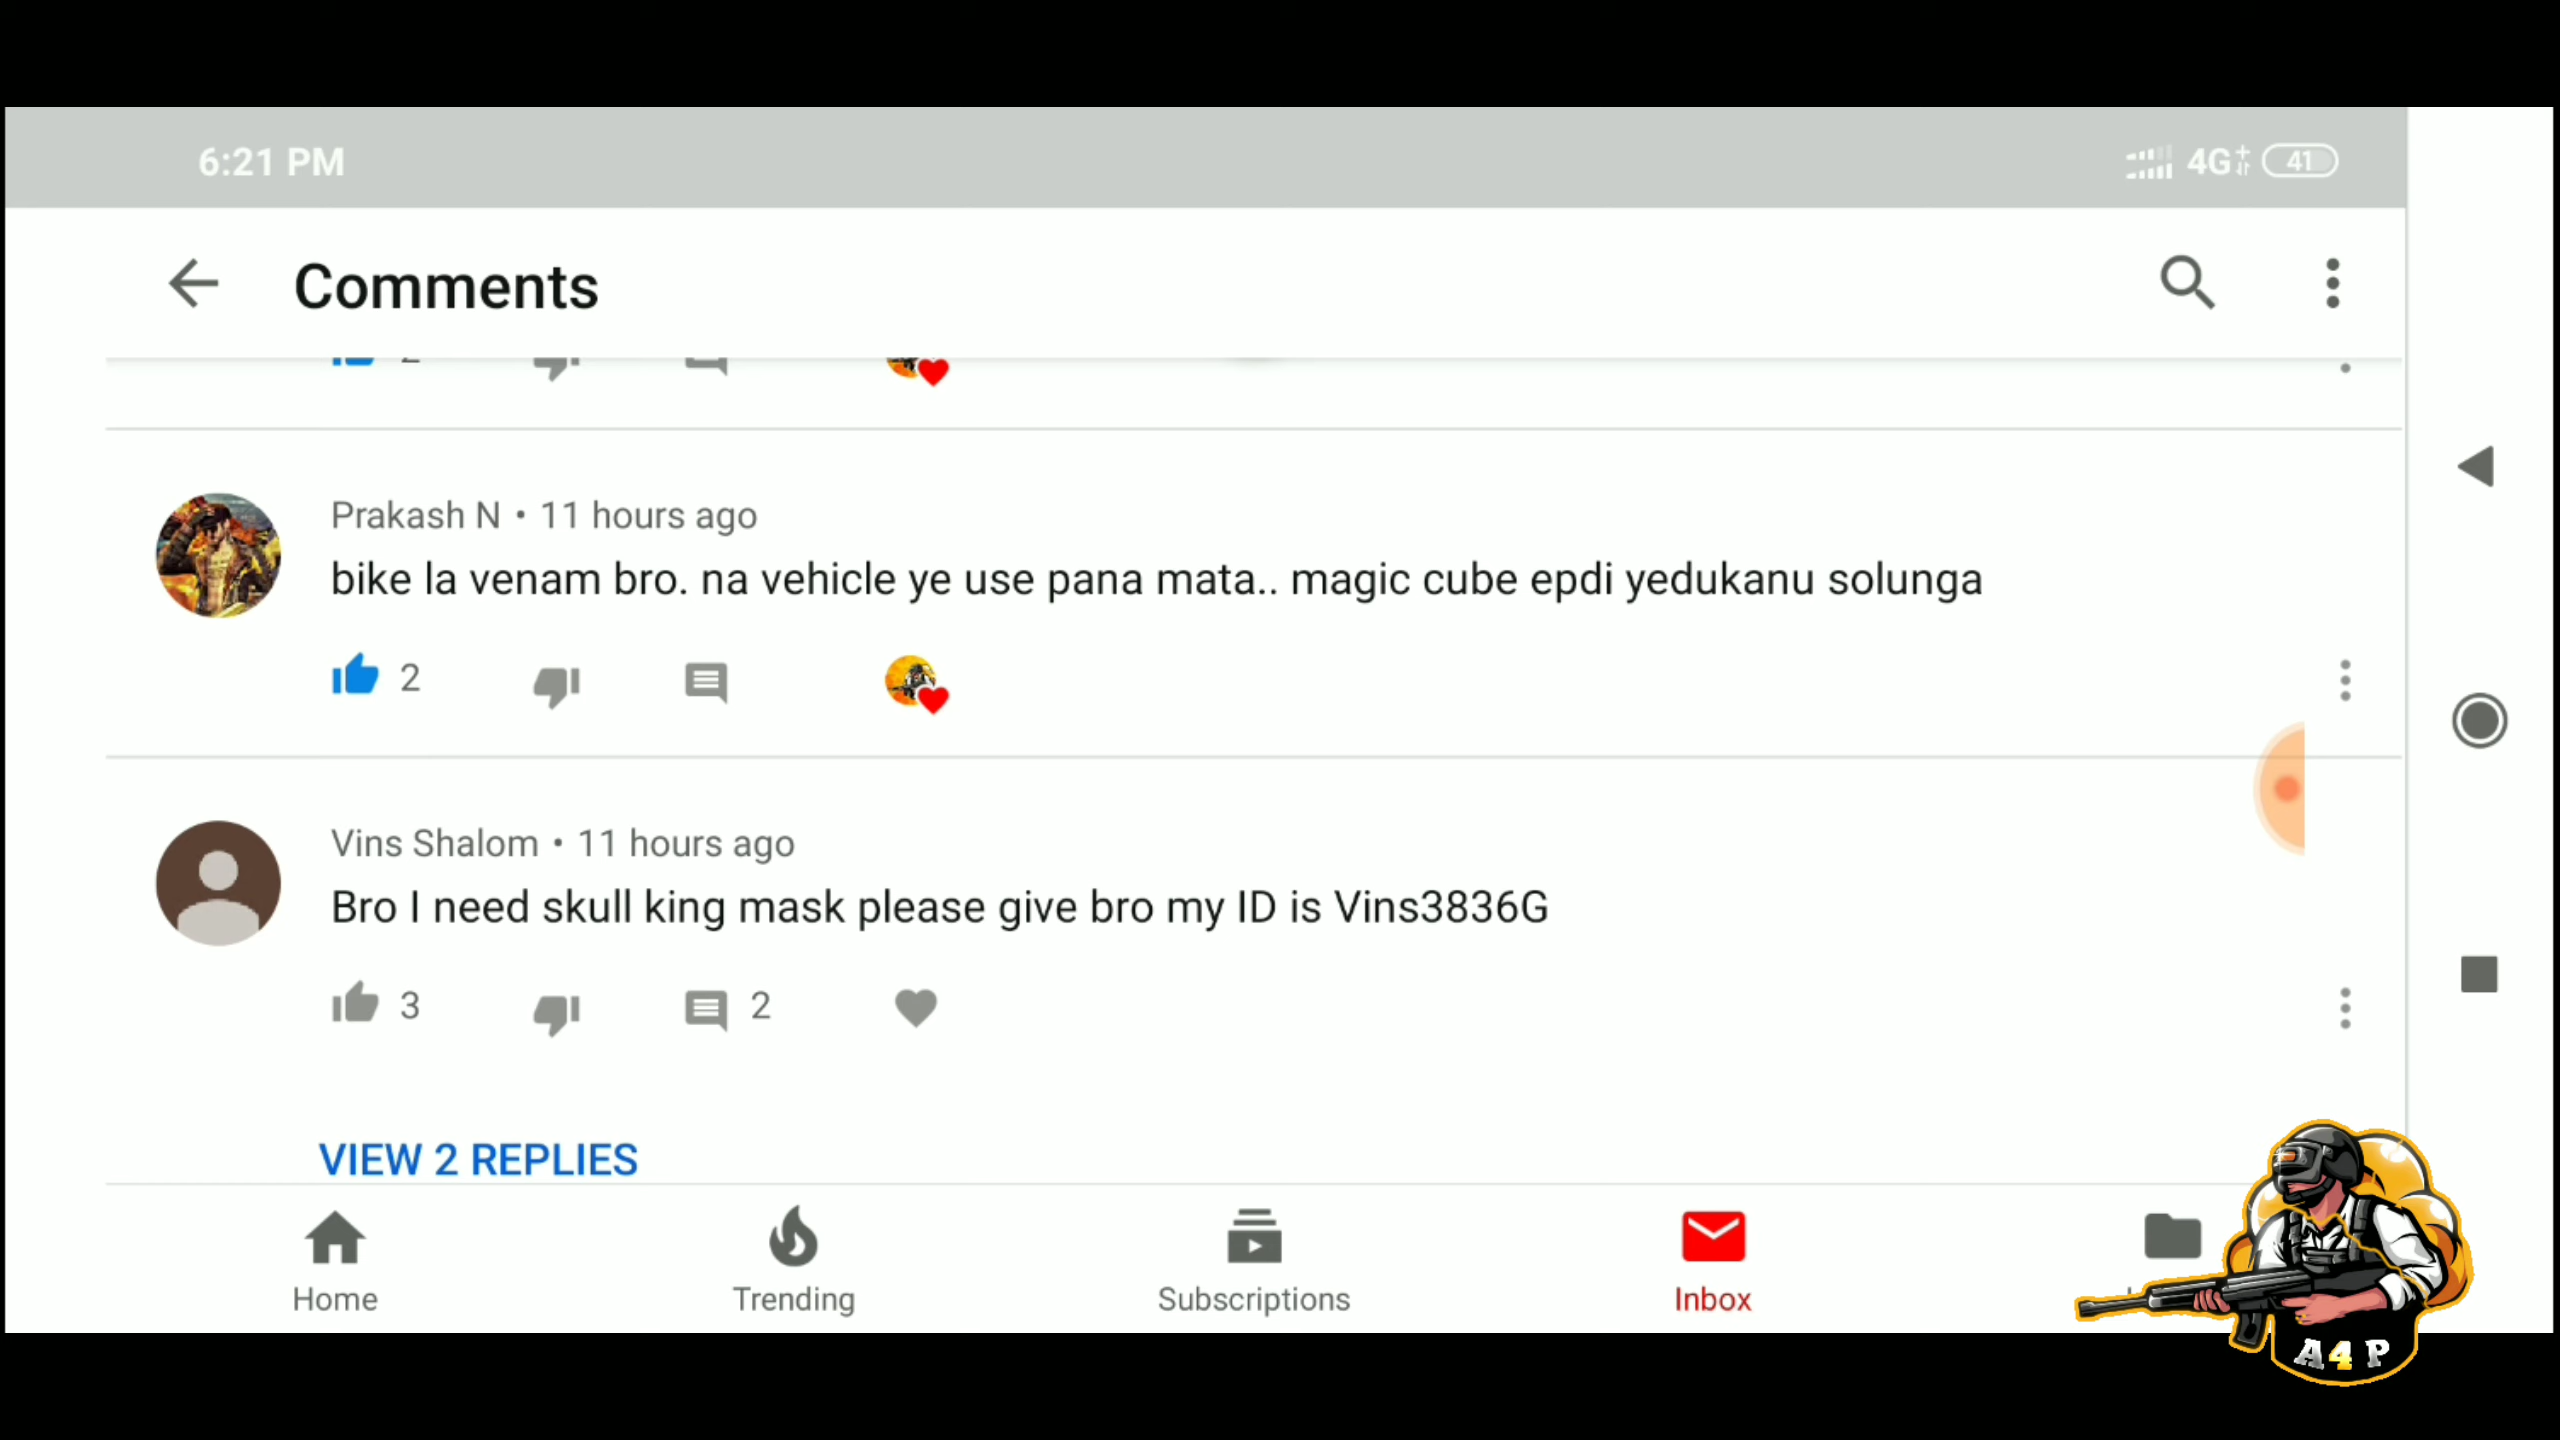 6:21 PM
4G+ 41
Comments
Prakash N • 11 hours ago
bike la venam bro. na vehicle ye use pana mata.. magic cube epdi yedukanu solunga
2
Vins Shalom • 11 hours ago
Bro I need skull king mask please give bro my ID is Vins3836G
3 2
VIEW 2 REPLIES
Home Trending Subscriptions Inbox
A4P